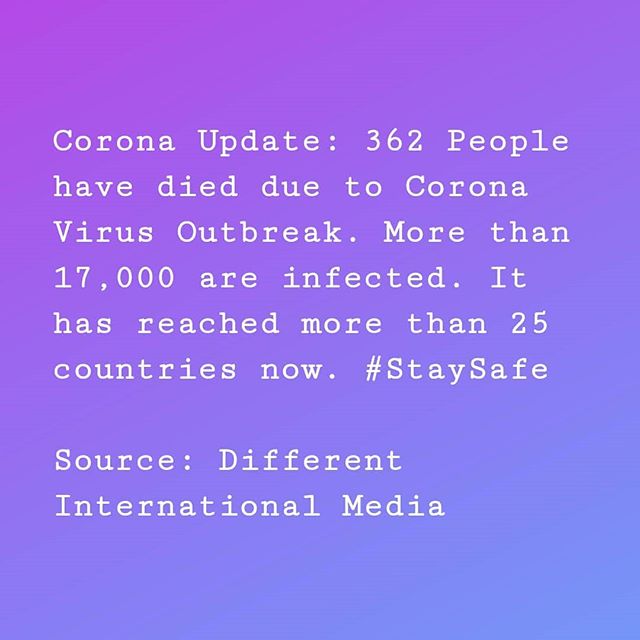 Corona Update: 362 People
have died due to Corona
Virus Outbreak. More than
17,000 are infected. It
has reached more than 25
countries now. #StaySafe
Source: Different
International Media